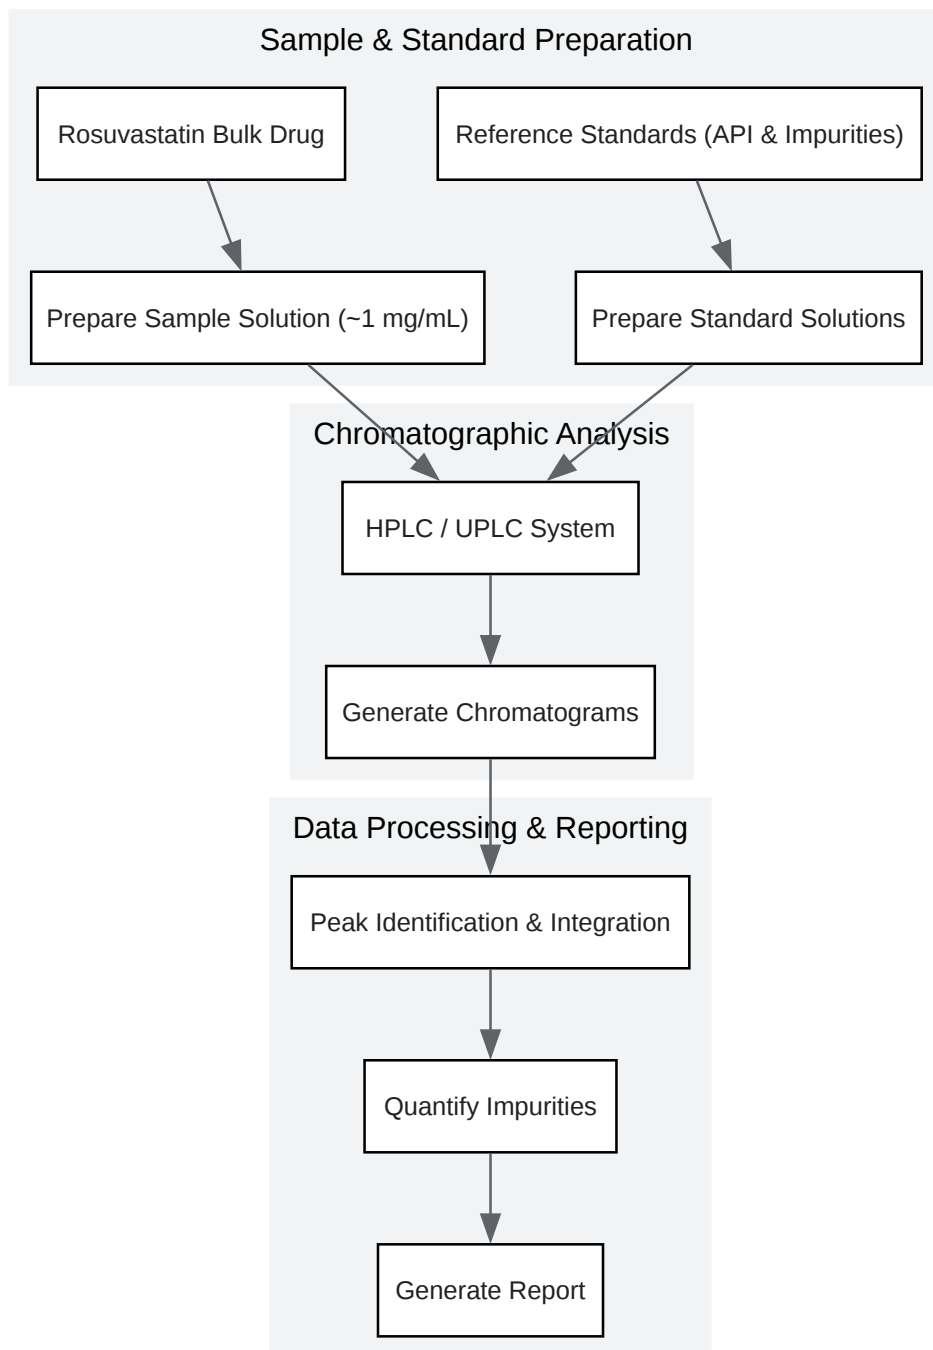 Sample & Standard Preparation
Rosuvastatin Bulk Drug
Reference Standards (API & Impurities)
Prepare Sample Solution (~1 mg/mL)
Prepare Standard Solutions
Chromatographic Analysis
HPLC / UPLC System
Generate Chromatograms
Data Processing & Reporting
Peak Identification & Integration
Quantify Impurities
Generate Report